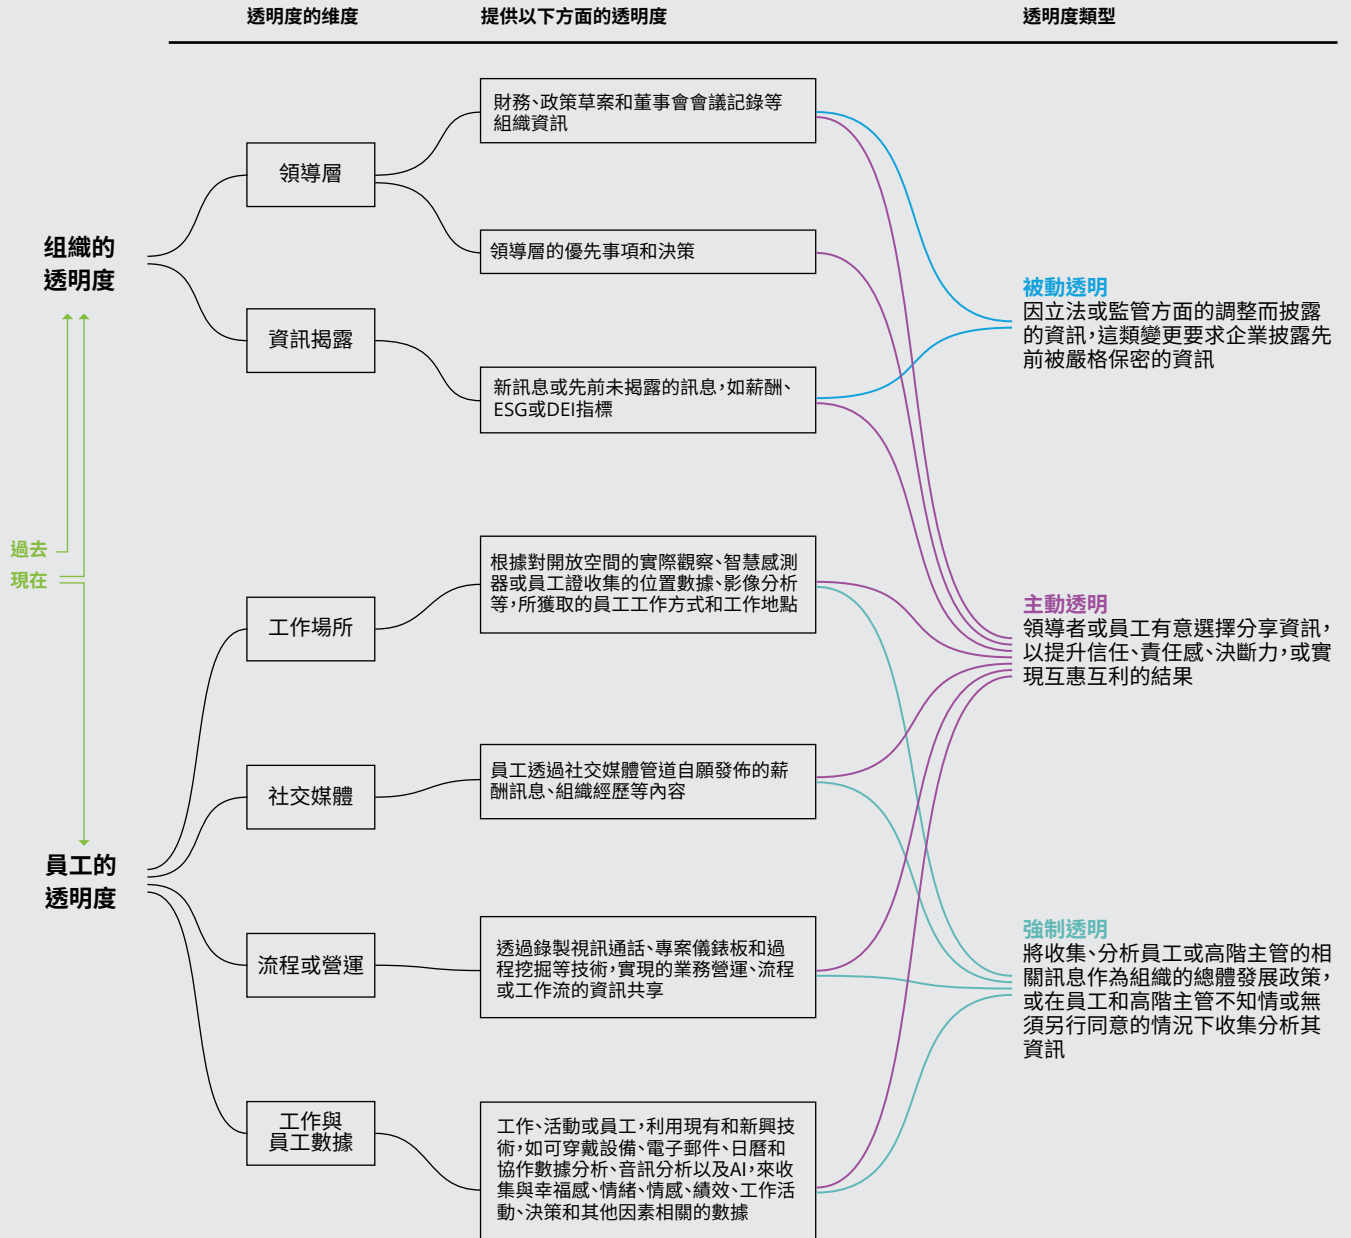 透明度的维度
提供以下方面的透明度
透明度類型
组織的
透明度
領導層
財務、政策草案和董事會會議記錄等
組織資訊
領導層的優先事項和決策
資訊揭露
新訊息或先前未揭露的訊息,如薪酬、
ESG或DEI指標
被動透明
因立法或監管方面的調整而披露
的資訊,這類變更要求企業披露先
前被嚴格保密的資訊
過去
現在
工作場所
根據對開放空間的實際觀察、智慧感測
器或員工證收集的位置數據、影像分析
等,所獲取的員工工作方式和工作地點
主動透明
領導者或員工有意選擇分享資訊,
以提升信任、責任感、決斷力,或實
現互惠互利的結果
員工的
透明度
社交媒體
員工透過社交媒體管道自願發佈的薪
酬訊息、組織經歷等內容
流程或營運
透過錄製視訊通話、專案儀錶板和過
程挖掘等技術,實現的業務營運、流程
或工作流的資訊共享
強制透明
將收集、分析員工或高階主管的相
關訊息作為組織的總體發展政策,
或在員工和高階主管不知情或無
須另行同意的情況下收集分析其
資訊
工作與
員工數據
工作、活動或員工,利用現有和新興技
術,如可穿戴設備、電子郵件、日曆和
協作數據分析、音訊分析以及AI,來收
集與幸福感、情緒、情感、績效、工作活
動、決策和其他因素相關的數據